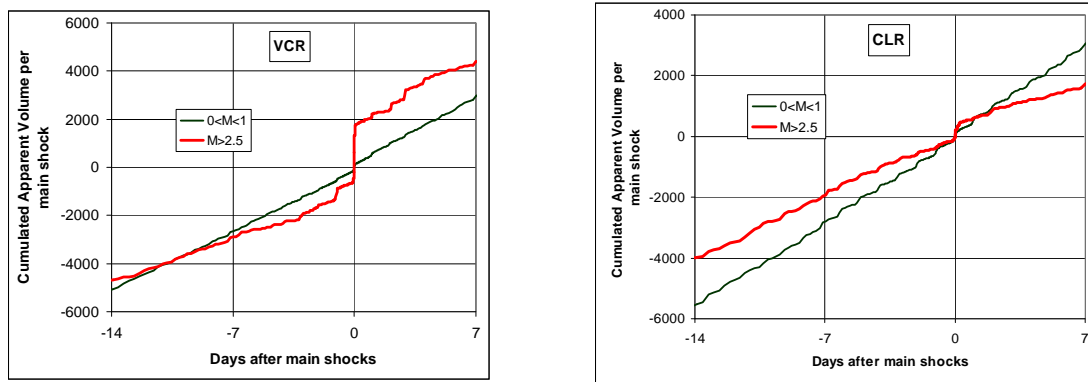 VCR
6000
4000
2000
0
-2000
-4000
-6000
-14
-7
0
7
Days after main shocks
Cumulated Apparent Volume per
main shock
0<M<1
M>2.5
CLR
4000
2000
0
-2000
-4000
-6000
-14
-7
0
7
Days after main shocks
Cumulated Apparent Volume per
main shock
0<M<1
M>2.5